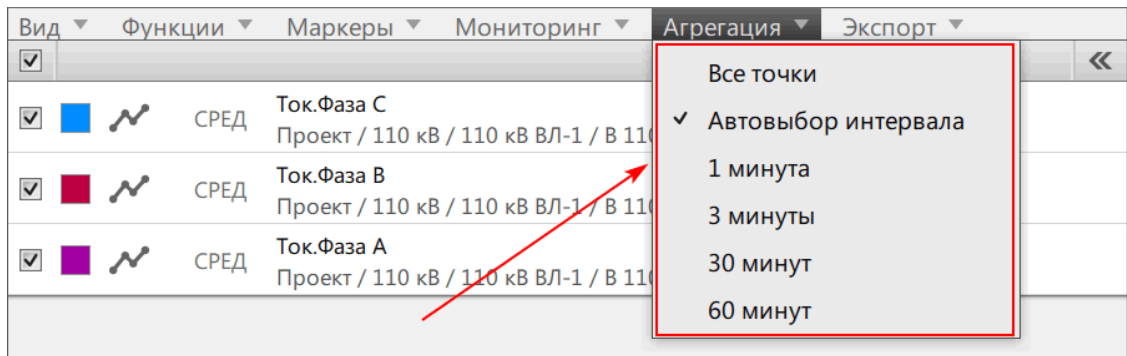 Вид Функции Маркеры Мониторинг Агрегация Экспорт
Все точки
Автовыбор интервала
1 минута
3 минуты
30 минут
60 минут
СРЕД Ток.Фаза C
Проект / 110 кВ / 110 кВ ВЛ-1 / В 110
СРЕД Ток.Фаза B
Проект / 110 кВ / 110 кВ ВЛ-1 / В 110
СРЕД Ток.Фаза A
Проект / 110 кВ / 110 кВ ВЛ-1 / В 110